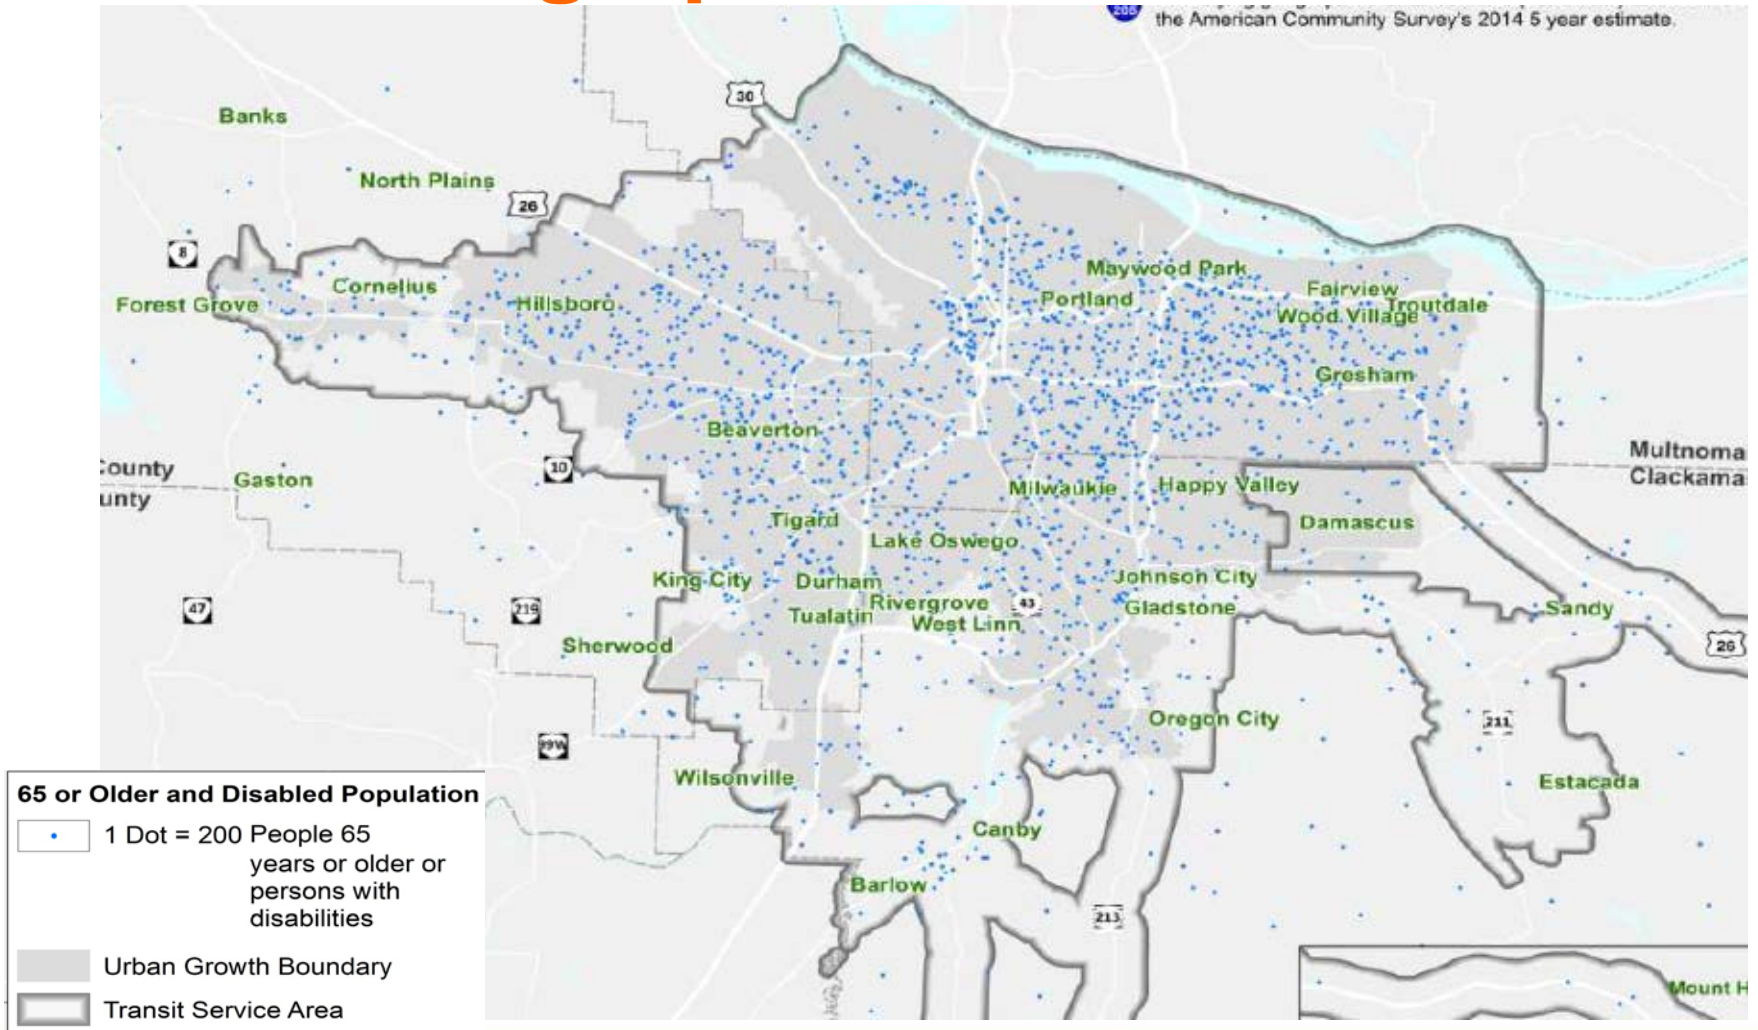 the American Community Survey's 2014 5 year estimate.
205
30
Banks
North Plains
26
8
Maywood Park
Cornelius
Fairview
Forest Grove
Hillsboro
Portland
Troutdale
Wood Village
Gresham
Beaverton
Multnoma
County
10
Clackama
Gaston
unty
Milwaukie
Happy Valley
Tigard
Damascus
Lake Oswego
King City
Durham
Johnson City
47
219
Rivergrove
43
Gladstone
Sandy
Tualatin
West Linn
Sherwood
26
Oregon City
211
99W
Wilsonville
Estacada
65 or Older and Disabled Population
1 Dot = 200 People 65
years or older or
persons with
disabilities
Canby
Barlow
213
Urban Growth Boundary
Mount H
Transit Service Area